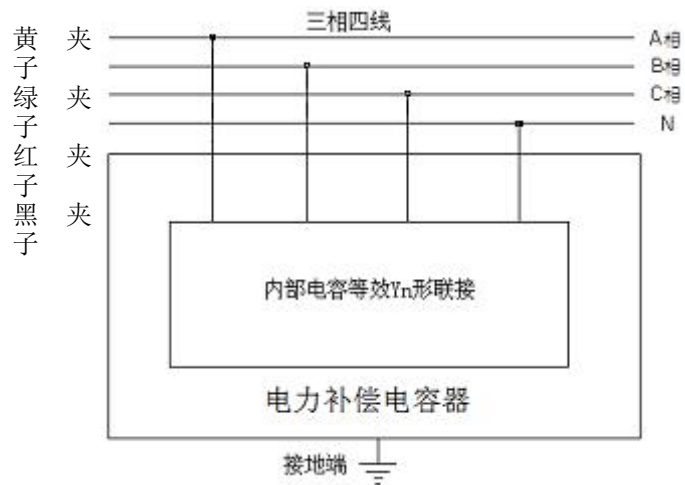 三相四线
黄夹
子
绿夹
子
红夹
子
黑夹
子
A相
B相
C相
N
内部电容等效Yn形联接
电力补偿电容器
接地端